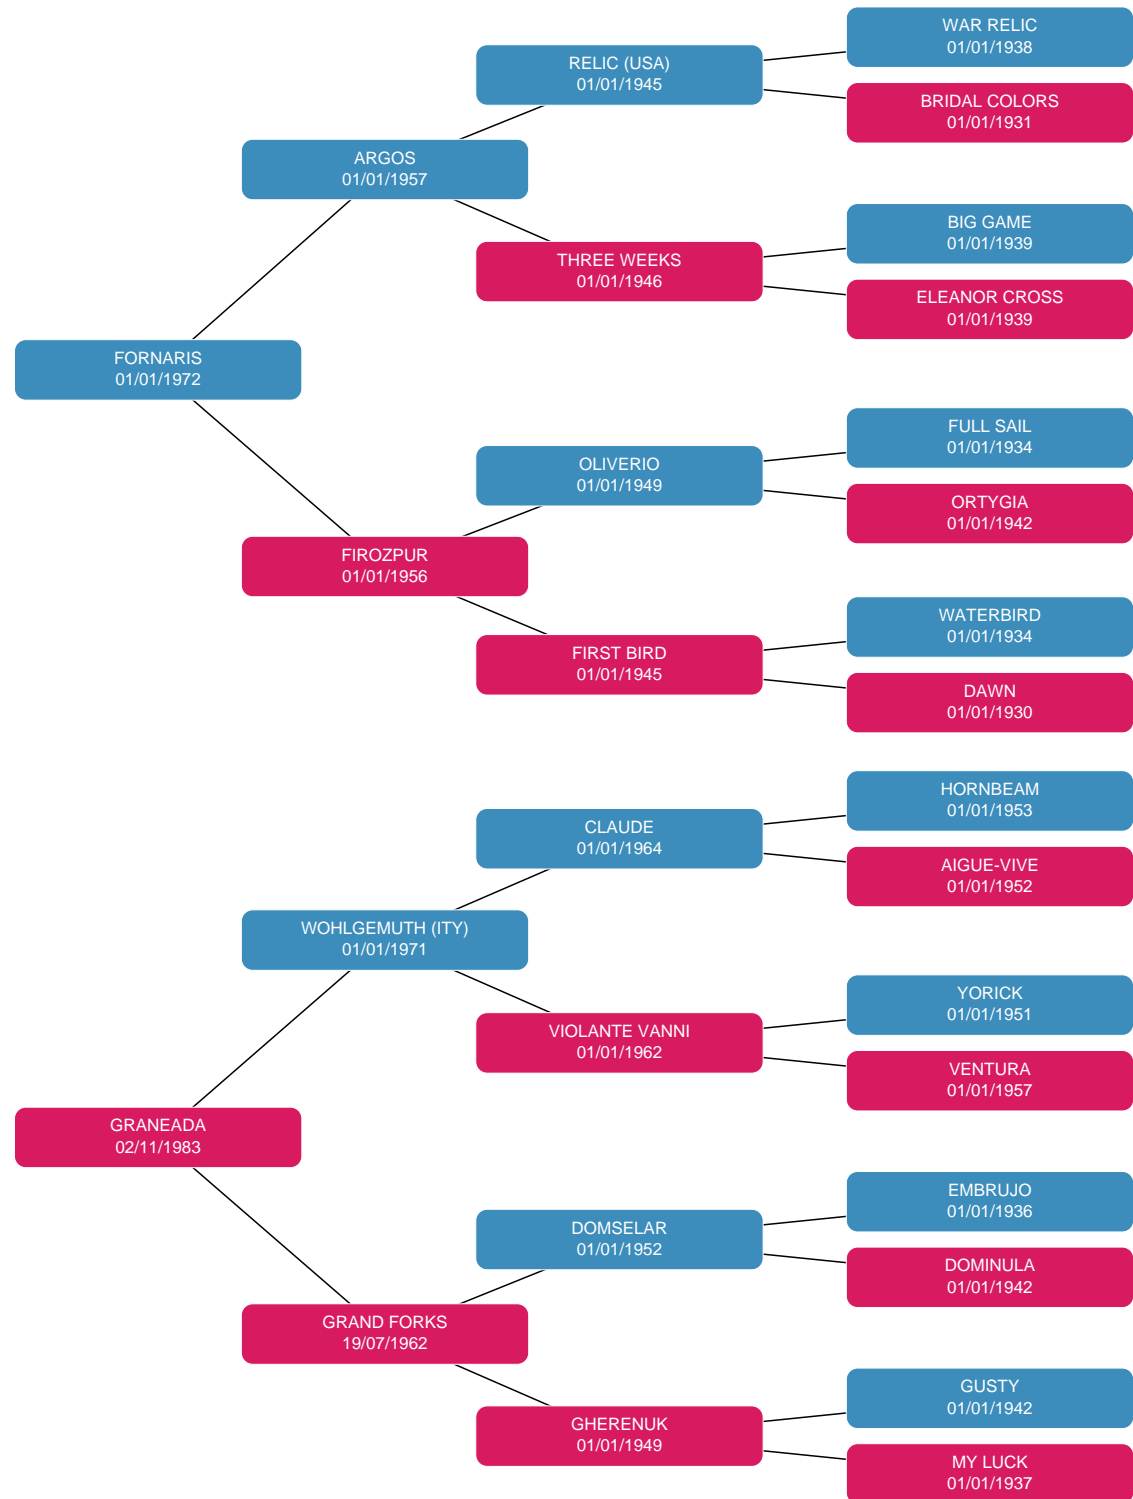 WAR RELIC
01/01/1938
RELIC (USA)
01/01/1945
BRIDAL COLORS
01/01/1931
ARGOS
01/01/1957
BIG GAME
01/01/1939
THREE WEEKS
01/01/1946
ELEANOR CROSS
01/01/1939
FORNARIS
01/01/1972
FULL SAIL
01/01/1934
OLIVERIO
01/01/1949
ORTYGIA
01/01/1942
FIROZPUR
01/01/1956
WATERBIRD
01/01/1934
FIRST BIRD
01/01/1945
DAWN
01/01/1930
HORNBEAM
01/01/1953
CLAUDE
01/01/1964
AIGUE-VIVE
01/01/1952
WOHLGEMUTH (ITY)
01/01/1971
YORICK
01/01/1951
VIOLANTE VANNI
01/01/1962
VENTURA
01/01/1957
GRANEADA
02/11/1983
EMBRUJO
01/01/1936
DOMSELAR
01/01/1952
DOMINULA
01/01/1942
GRAND FORKS
19/07/1962
GUSTY
01/01/1942
GHERENUK
01/01/1949
MY LUCK
01/01/1937